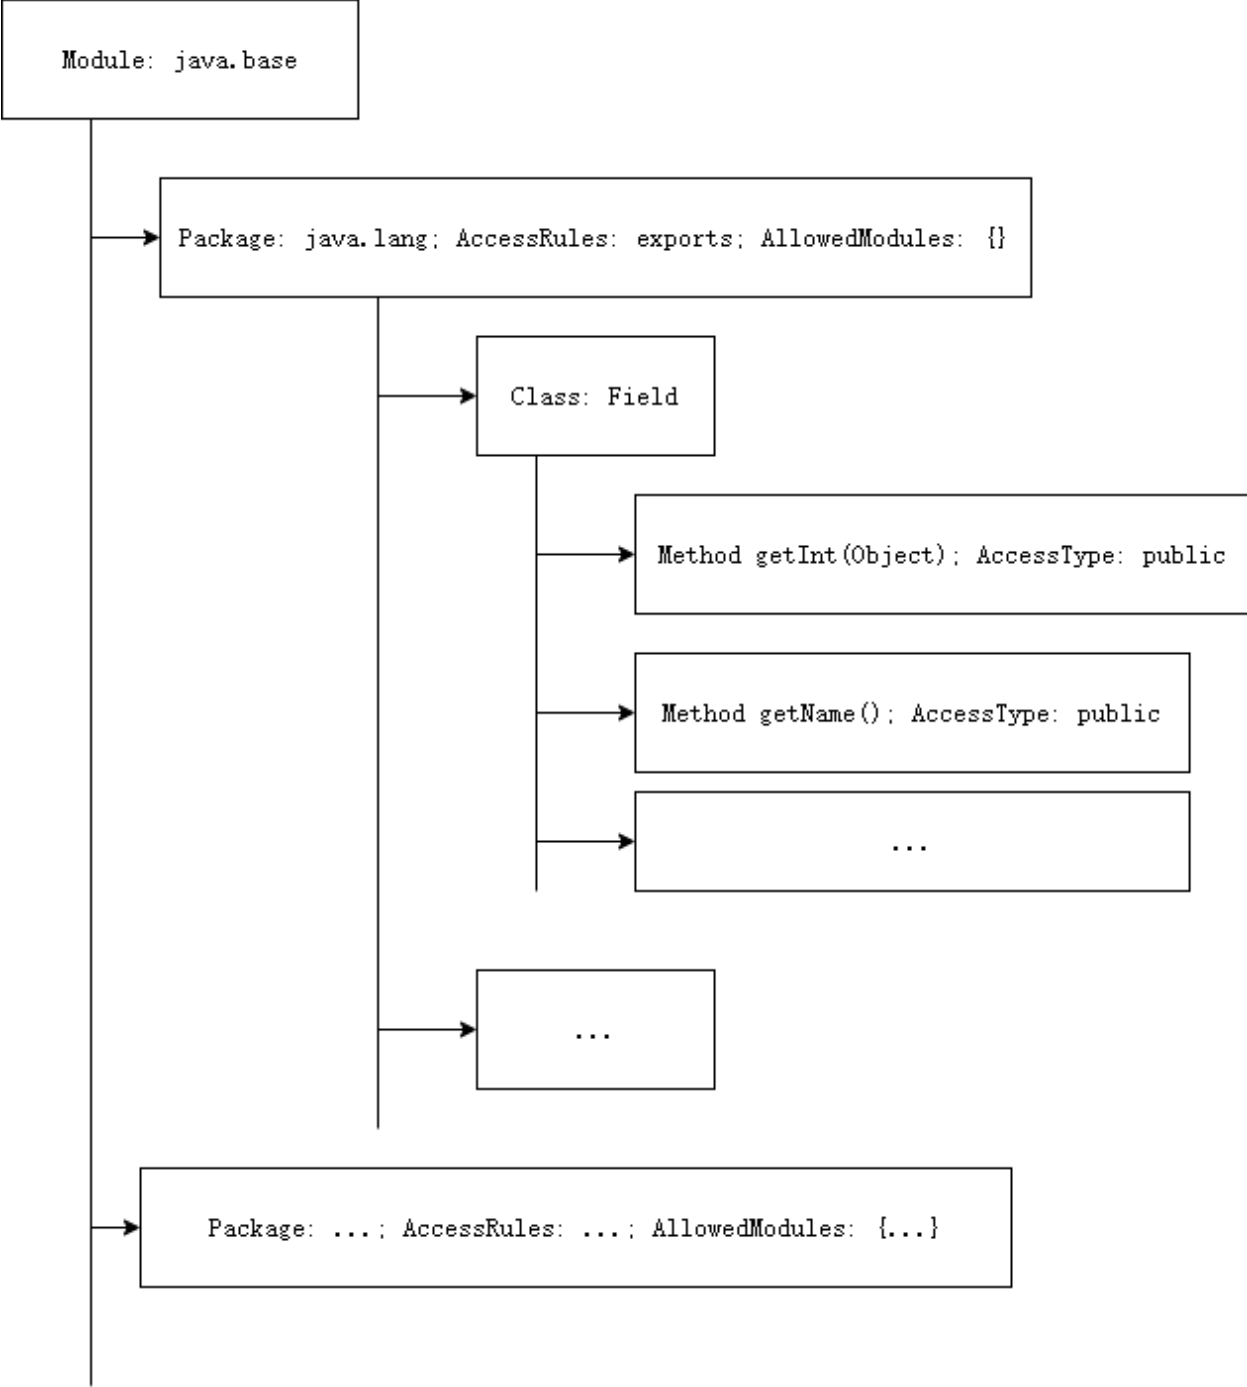 Module: java.base
Package: java.lang; AccessRules: exports; AllowedModules: {}
Class: Field
Method getInt(Object); AccessType: public
Method getName(); AccessType: public
...
...
Package: ...; AccessRules: ...; AllowedModules: {...}